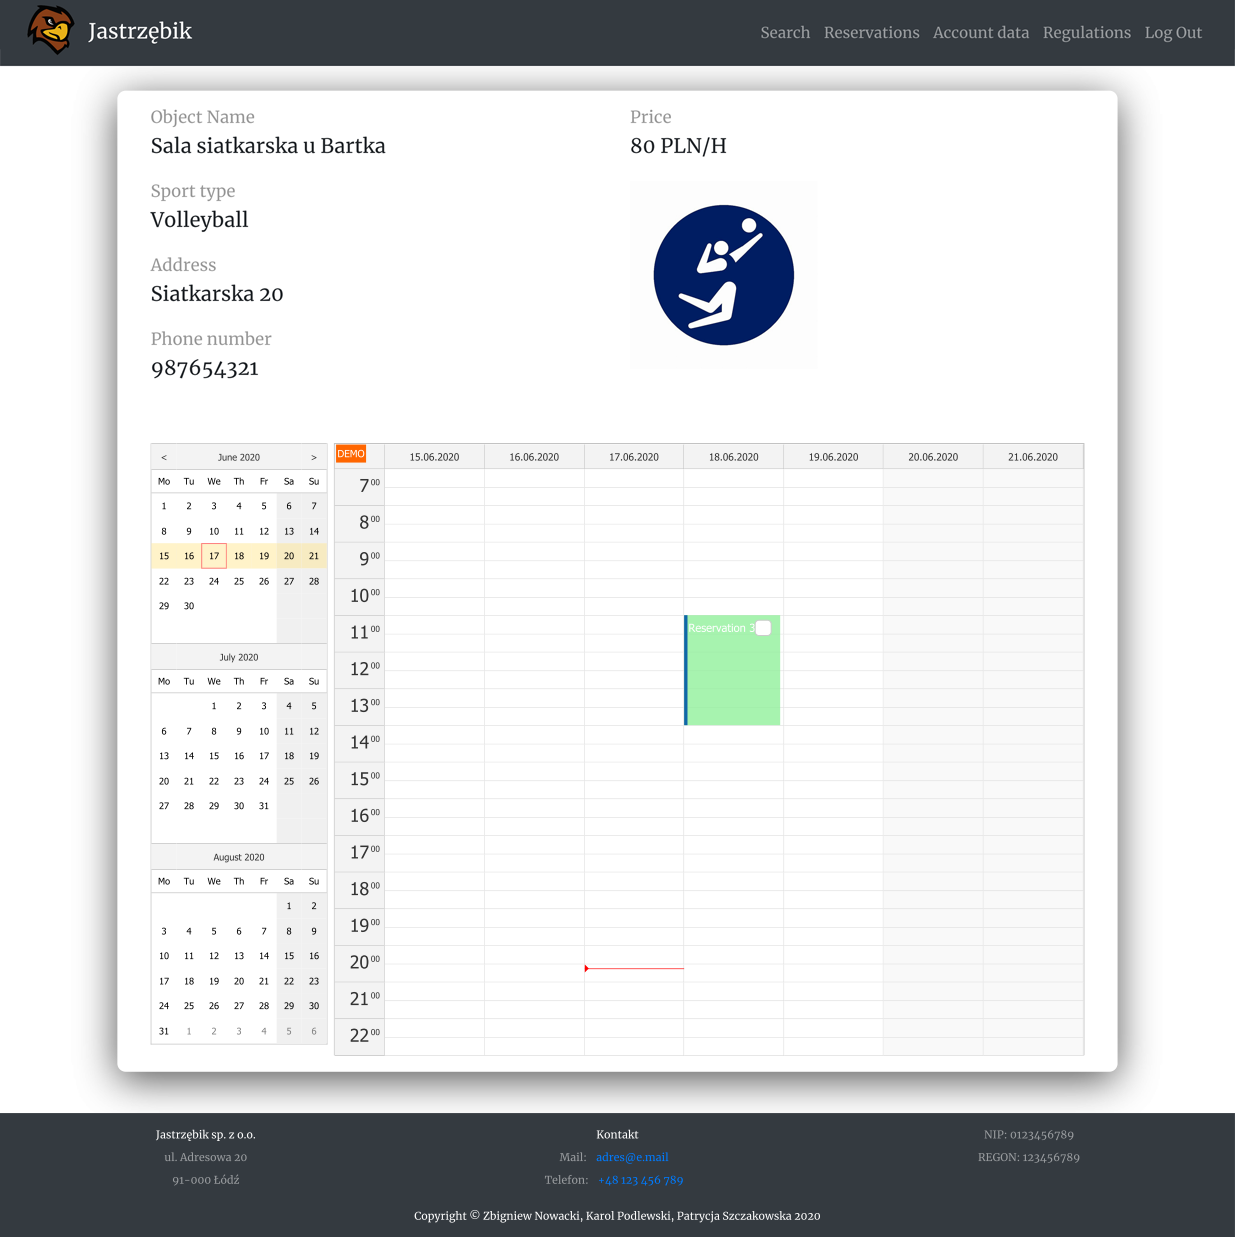 Jastrzębik
Search Reservations Account data Regulations Log Out
Object Name
Sala siatkarska u Bartka
Sport type
Volleyball
Address
Siatkarska 20
Phone number
987654321
Price
80 PLN/H
< June 2020 >
Mo Tu We Th Fr Sa Su
1 2 3 4 5 6 7
8 9 10 11 12 13 14
15 16 17 18 19 20 21
22 23 24 25 26 27 28
29 30
July 2020
Mo Tu We Th Fr Sa Su
1 2 3 4 5
6 7 8 9 10 11 12
13 14 15 16 17 18 19
20 21 22 23 24 25 26
27 28 29 30 31
August 2020
Mo Tu We Th Fr Sa Su
1 2
3 4 5 6 7 8 9
10 11 12 13 14 15 16
17 18 19 20 21 22 23
24 25 26 27 28 29 30
31 1 2 3 4 5 6
DEMO 15.06.2020 16.06.2020 17.06.2020 18.06.2020 19.06.2020 20.06.2020 21.06.2020
7 00
8 00
9 00
10 00
11 00 Reservation 3
12 00
13 00
14 00
15 00
16 00
17 00
18 00
19 00
20 00
21 00
22 00
Jastrzębik sp. z o.o.
ul. Adresowa 20
91-000 Łódź
Kontakt
Mail: adres@e.mail
Telefon: +48 123 456 789
NIP: 0123456789
REGON: 123456789
Copyright © Zbigniew Nowacki, Karol Podlewski, Patrycja Szczakowska 2020